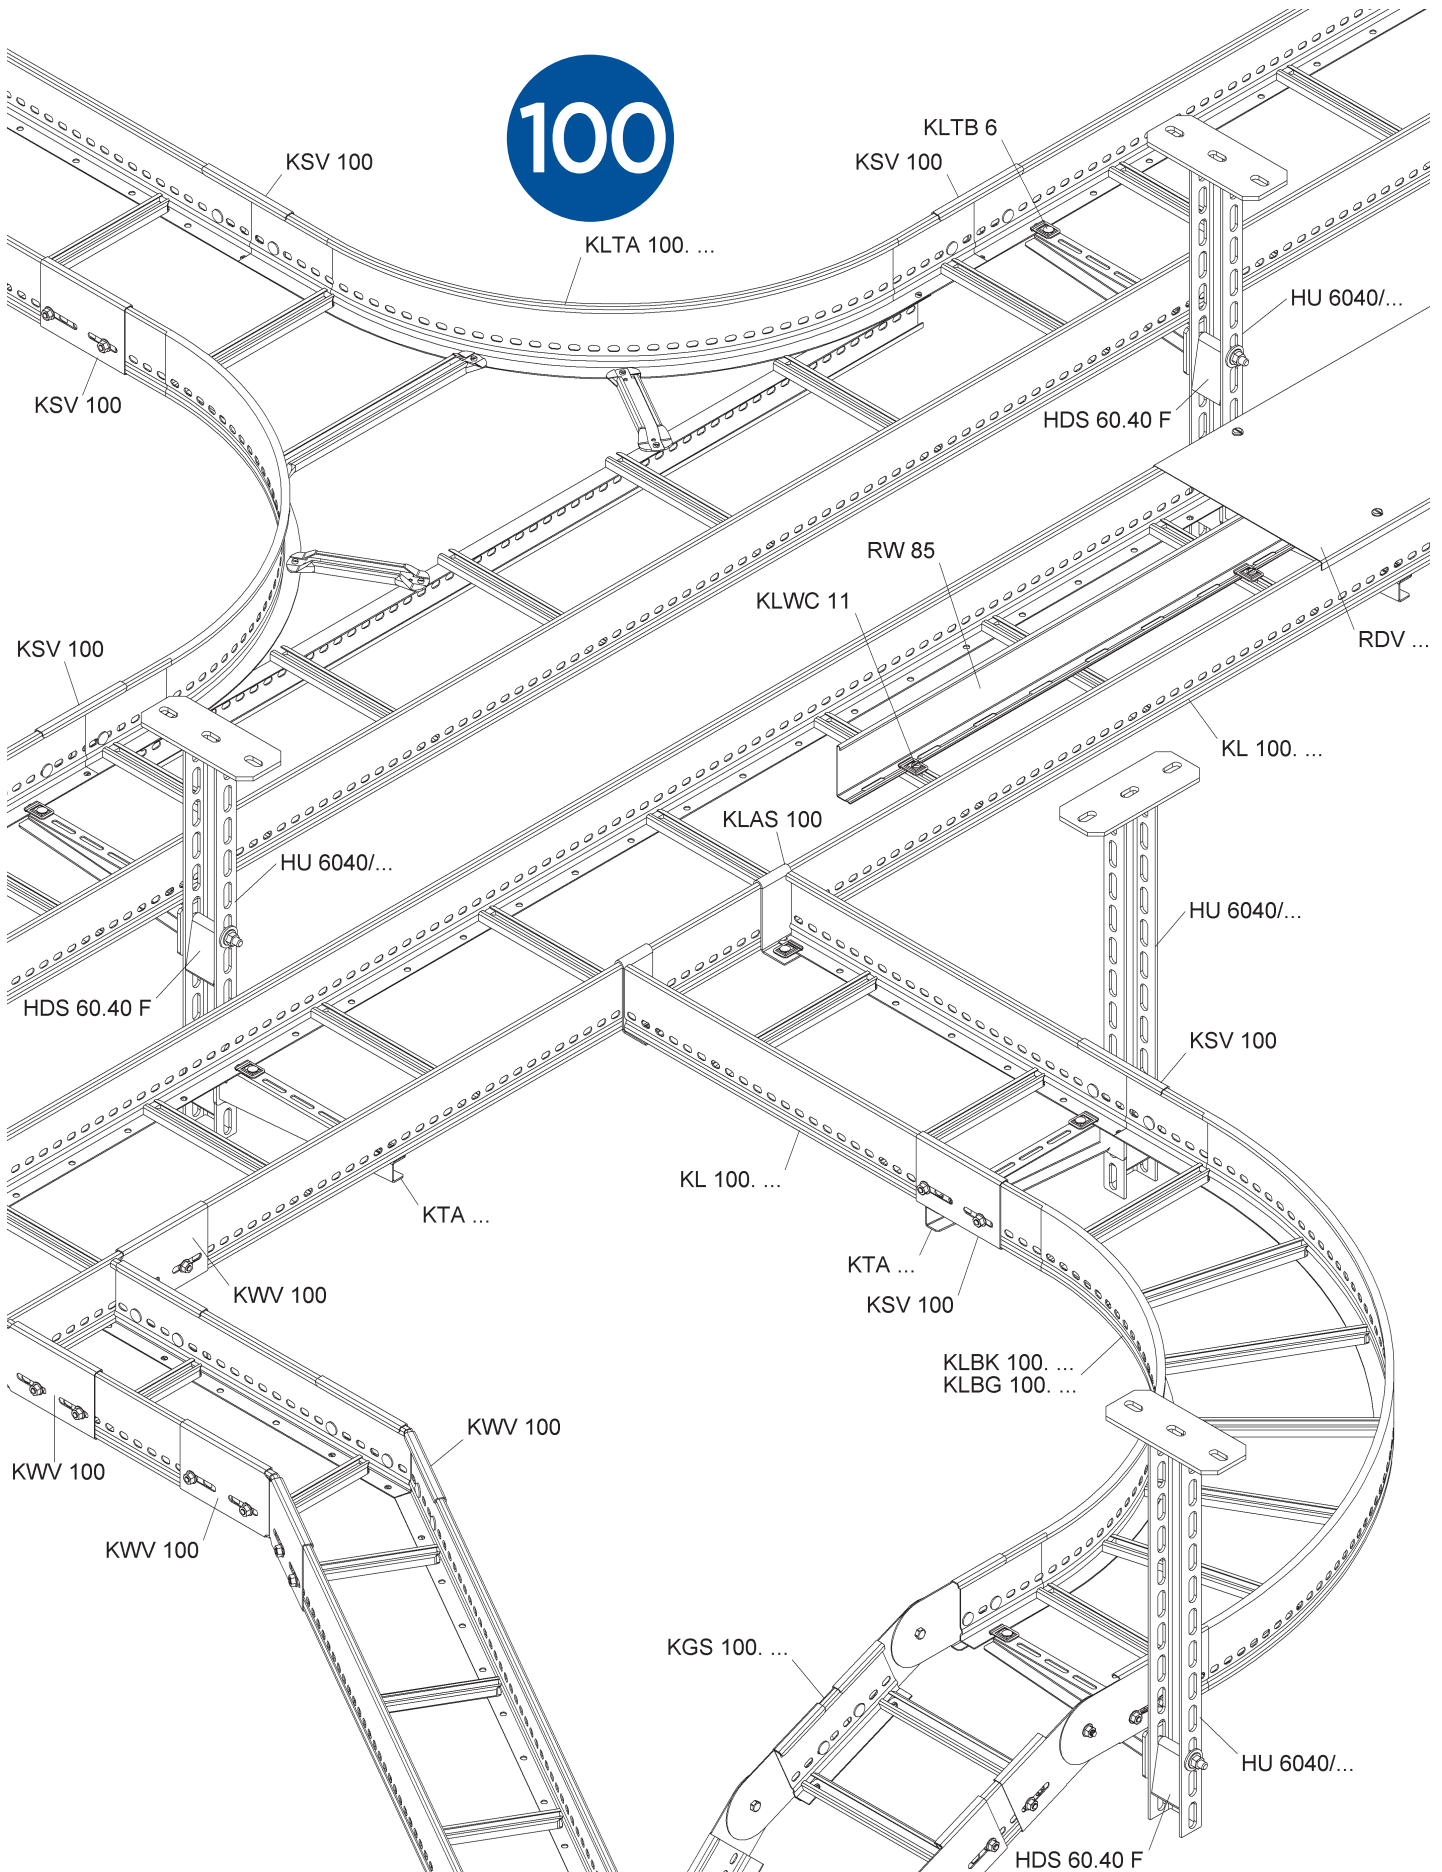 100
KLTB 6
KSV 100
KSV 100
KLTA 100. ...
HU 6040/...
KSV 100
HDS 60.40 F
RW 85
KLWC 11
KSV 100
RDV ...
KL 100. ...
KLAS 100
HU 6040/...
HU 6040/...
HDS 60.40 F
KSV 100
KL 100. ...
KTA ...
KTA ...
KWV 100
KSV 100
KLBK 100. ...
KLBG 100. ...
KWV 100
KWV 100
KWV 100
KGS 100. ...
HU 6040/...
HDS 60.40 F